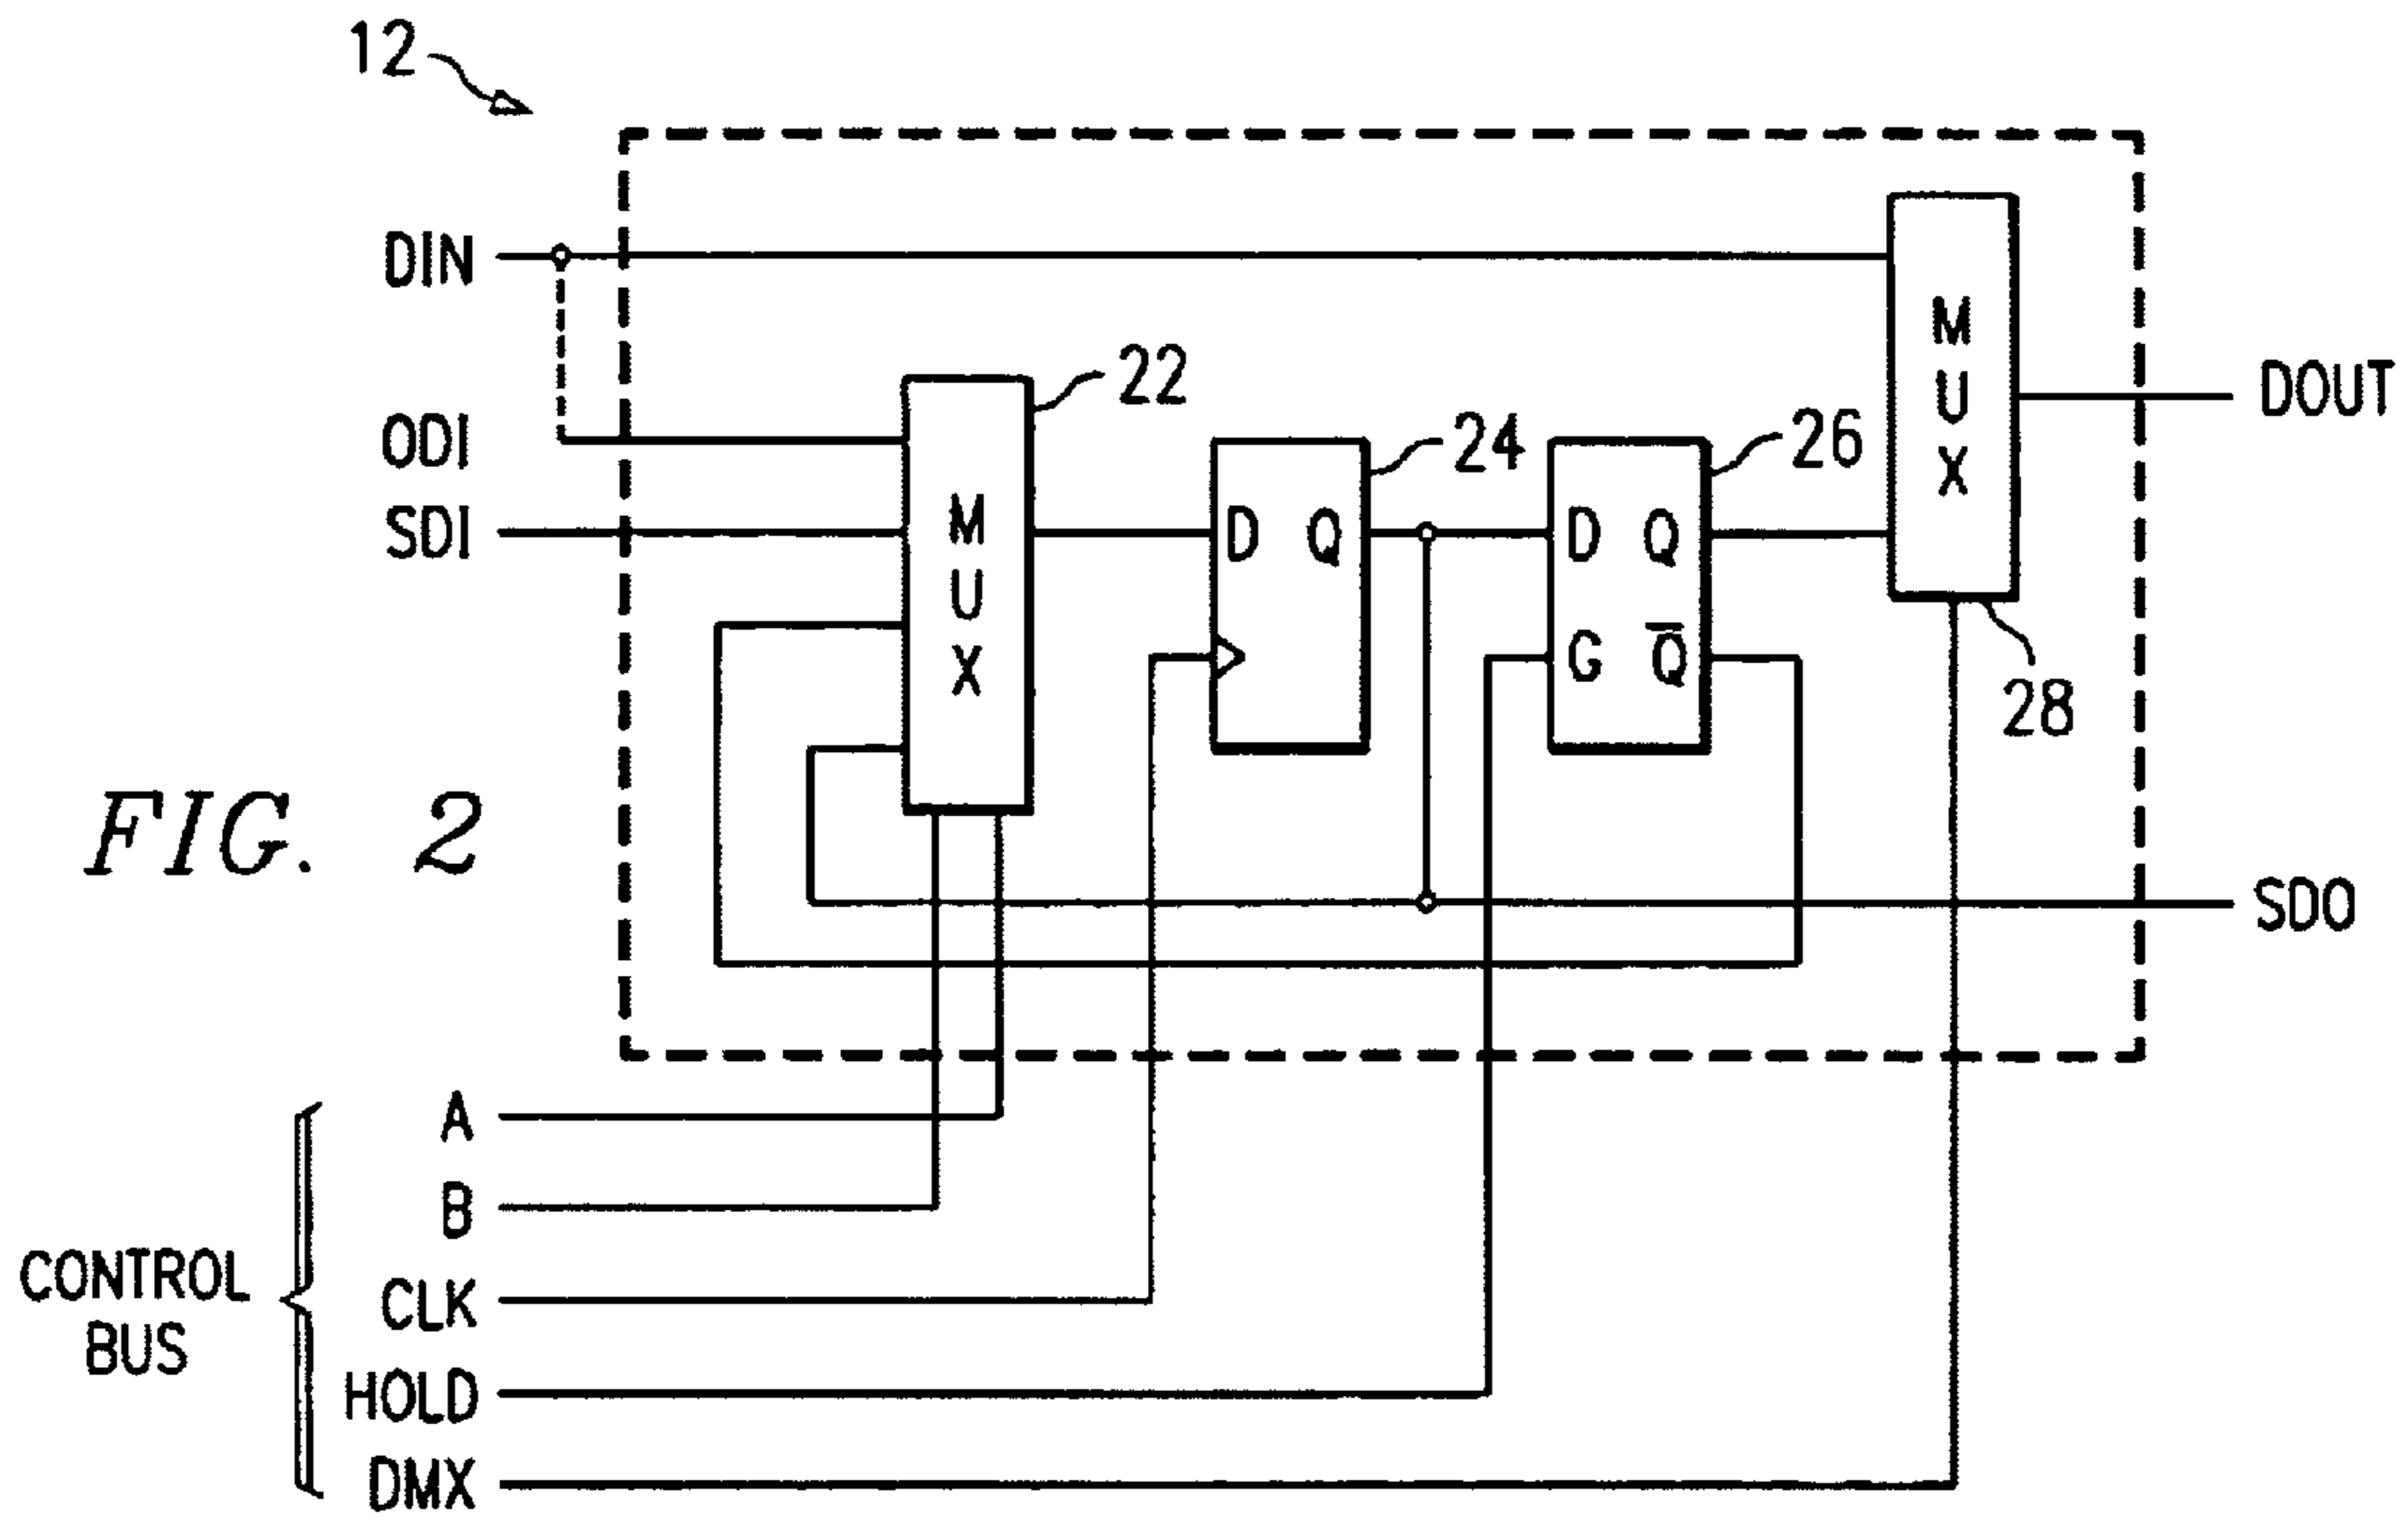 12
DIN
ODI
SDI
M
U
X
22
D Q
24
D Q
G Q̅
26
M
U
X
28
DOUT
SDO
FIG. 2
CONTROL
BUS
A
B
CLK
HOLD
DMX